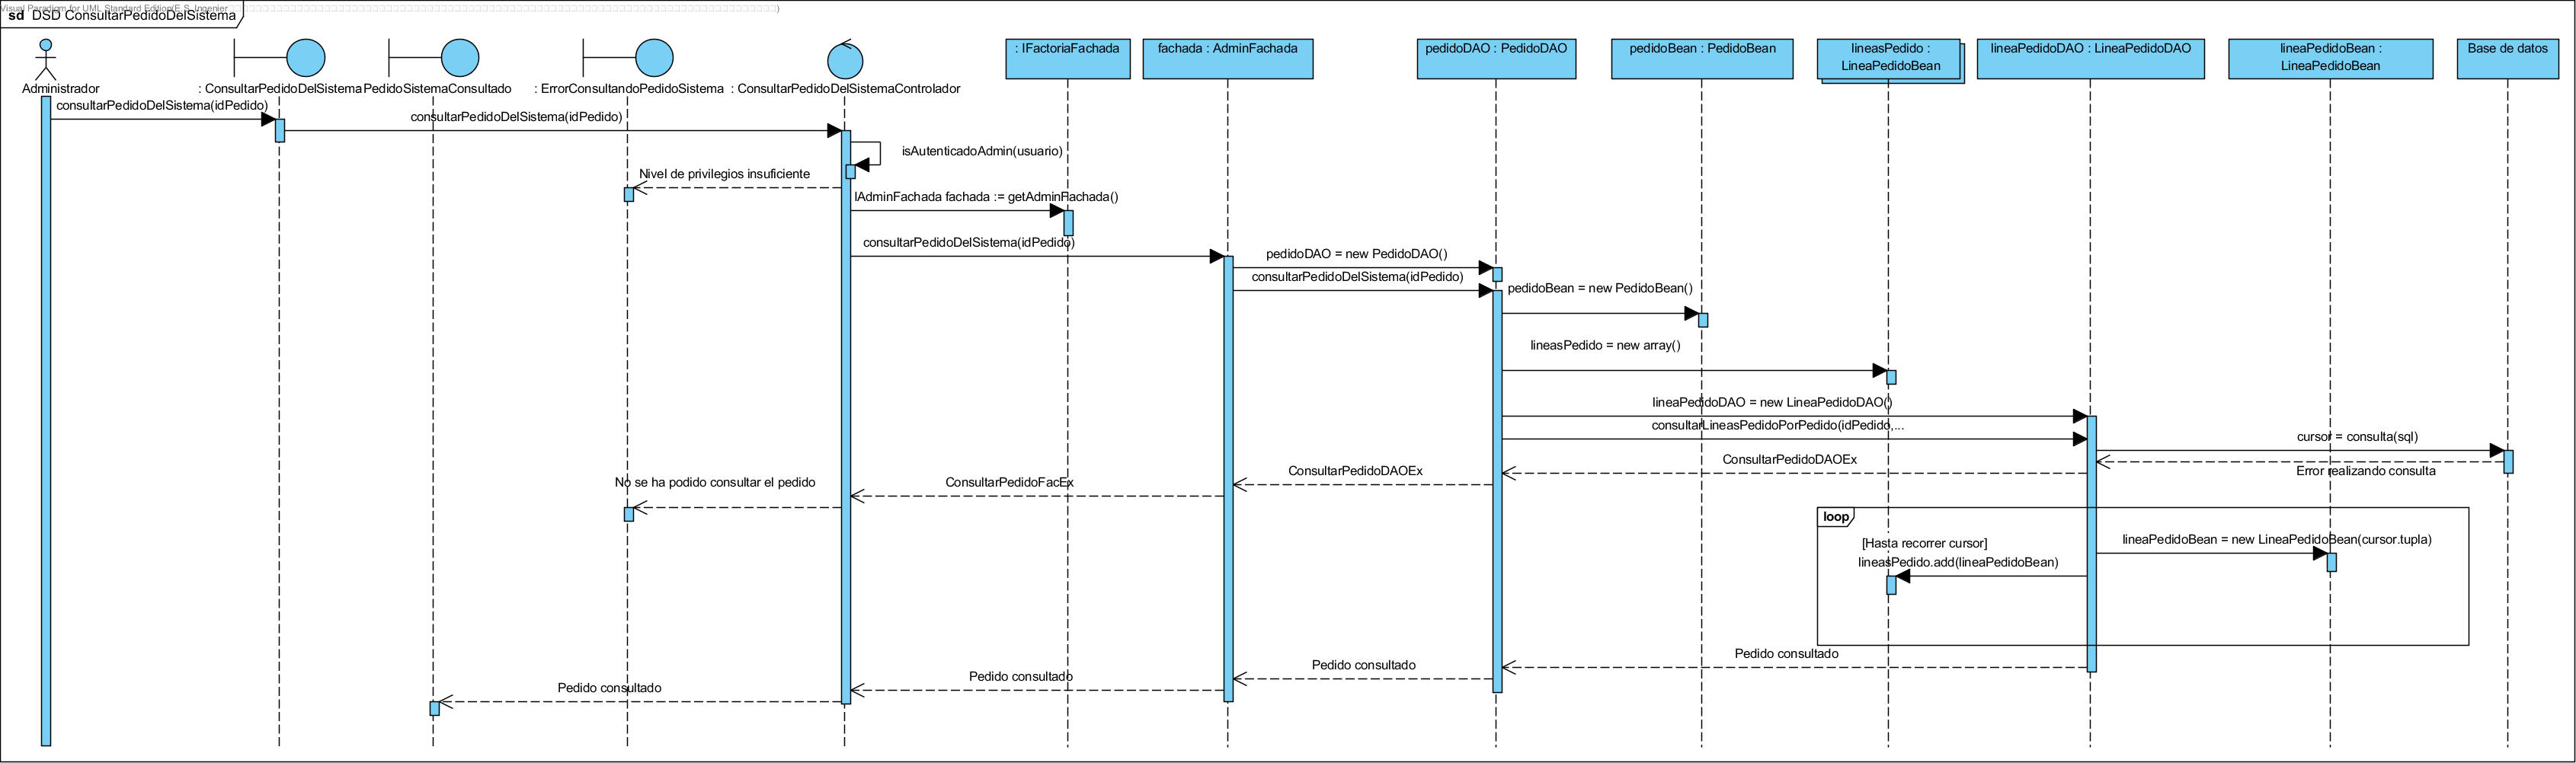 Visual Paradigm for UML Standard Edition(E.S. Ingenier
sd DSD ConsultarPedidoDelSistema
Administrador
: ConsultarPedidoDelSistema
PedidoSistemaConsultado
: ErrorConsultandoPedidoSistema
: ConsultarPedidoDelSistemaControlador
: IFactoriaFachada
fachada : AdminFachada
pedidoDAO : PedidoDAO
pedidoBean : PedidoBean
lineasPedido :
LineaPedidoBean
lineaPedidoDAO : LineaPedidoDAO
lineaPedidoBean :
LineaPedidoBean
Base de datos
consultarPedidoDelSistema(idPedido)
consultarPedidoDelSistema(idPedido)
isAutenticadoAdmin(usuario)
Nivel de privilegios insuficiente
IAdminFachada fachada := getAdminFachada()
consultarPedidoDelSistema(idPedido)
pedidoDAO = new PedidoDAO()
consultarPedidoDelSistema(idPedido)
pedidoBean = new PedidoBean()
lineasPedido = new array()
lineaPedidoDAO = new LineaPedidoDAO()
consultarLineasPedidoPorPedido(idPedido,...
cursor = consulta(sql)
Error realizando consulta
ConsultarPedidoDAOEx
ConsultarPedidoDAOEx
ConsultarPedidoFacEx
No se ha podido consultar el pedido
loop
[Hasta recorrer cursor]
lineaPedidoBean = new LineaPedidoBean(cursor.tupla)
lineasPedido.add(lineaPedidoBean)
Pedido consultado
Pedido consultado
Pedido consultado
Pedido consultado